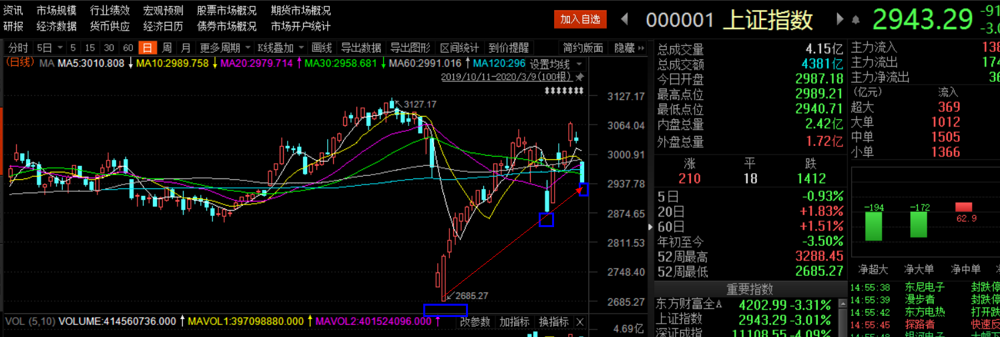 资讯 市场规模 行业绩效 宏观预测 股票市场概况 期货市场概况
研报 经济数据 货币供应 经济日历 债券市场概况 市场开户统计
加入自选 000001 上证指数 2943.29 -91
-3.0
分时 5日 5 15 30 60 日 周 月 更多周期 K线叠加 画线 导出数据 导出图形 区间统计 到价提醒 简约版面 隐藏
(日线) MA MA5:3010.808 ↓ MA10:2989.758 ↓ MA20:2979.714 ↑ MA30:2958.681 ↓ MA60:2991.016 ↑ MA120:296 设置均线
2019/10/11-2020/3/9(100根)
3127.17
3064.04
3000.91
2937.78
2874.65
2811.53
2748.40
2685.27
3127.17
2685.27
VOL (5,10) VOLUME:414560736.000 ↑ MAVOL1:397098880.000 ↑ MAVOL2:401524096.000 ↑ 改参数 加指标 换指标 X
4.69亿
总成交量 4.15亿
总成交额 4381亿
今日开盘 2987.18
最高点位 2989.21
最低点位 2940.71
内盘总量 2.42亿
外盘总量 1.72亿
涨 平 跌
210 18 1412
5日 -0.93%
20日 +1.83%
60日 +1.51%
年初至今 -3.50%
52周最高 3288.45
52周最低 2685.27
重要指数
东方财富全A 4202.99 -3.31%
上证指数 2943.29 -3.01%
深证成指 11108.55 -4.09%
主力流入 138
主力流出 174
主力净流出 36
(亿元) 流入
超大 369
大单 1012
中单 1505
小单 1366
-194 -172 62.9
净超大 净大单 净中单
14:55:38 东尼电子 封跌停
14:55:39 漫步者 封跌停
14:55:42 东方电热 打开跌
14:55:45 探路者 快速反
14:55:48 银河电子 大幅下